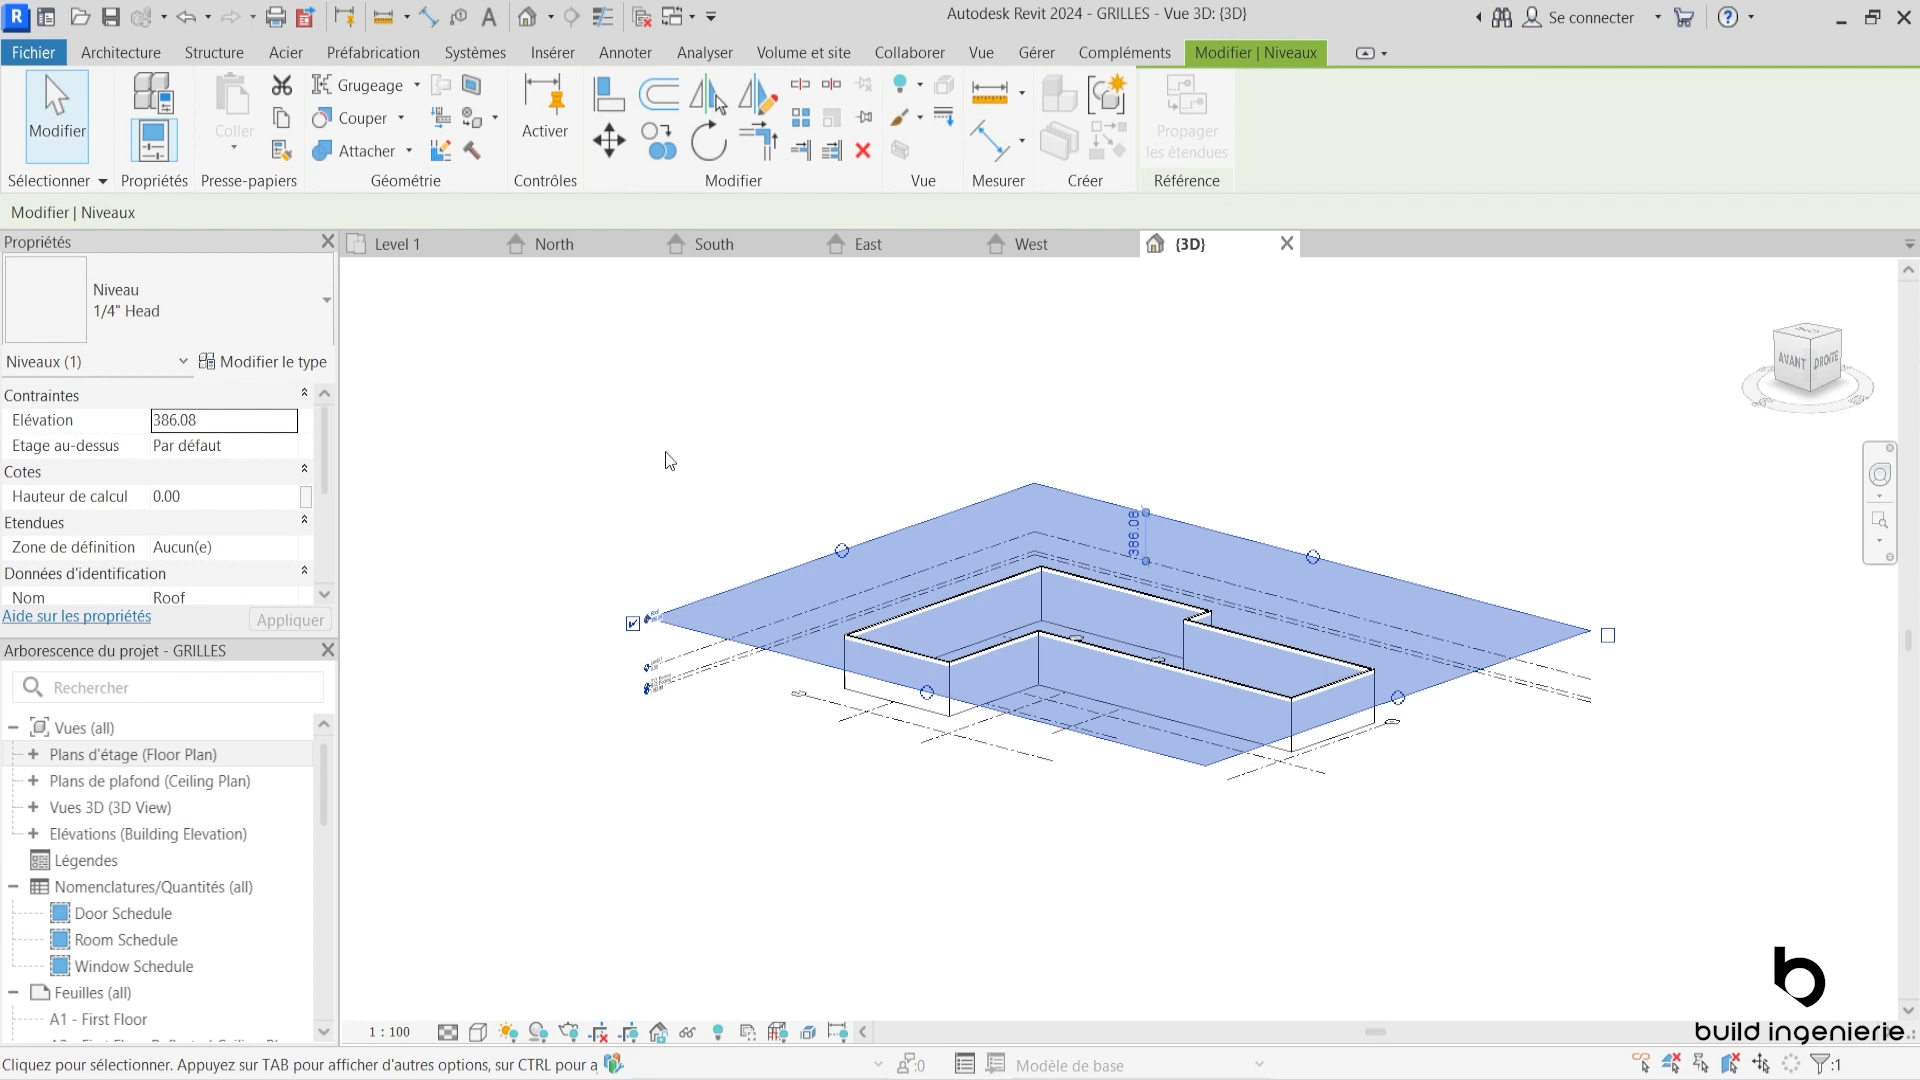 Autodesk Revit 2024 - GRILLES - Vue 3D: {3D}
Se connecter
Fichier Architecture Structure Acier Préfabrication Systèmes Insérer Annoter Analyser Volume et site Collaborer Vue Gérer Compléments Modifier | Niveaux
Modifier
Coller
Grugeage
Couper
Attacher
Activer
Propager
les étendues
Sélectionner Propriétés Presse-papiers Géométrie Contrôles Modifier Vue Mesurer Créer Référence
Modifier | Niveaux
Propriétés
Level 1 North South East West {3D}
Niveau
1/4" Head
Niveaux (1) Modifier le type
Contraintes
Elévation 386.08
Etage au-dessus Par défaut
Cotes
Hauteur de calcul 0.00
Etendues
Zone de définition Aucun(e)
Données d'identification
Nom Roof
Aide sur les propriétés Appliquer
Arborescence du projet - GRILLES
Rechercher
Vues (all)
Plans d'étage (Floor Plan)
Plans de plafond (Ceiling Plan)
Vues 3D (3D View)
Elévations (Building Elevation)
Légendes
Nomenclatures/Quantités (all)
Door Schedule
Room Schedule
Window Schedule
Feuilles (all)
A1 - First Floor
AVANT DROITE
386.08
1 : 100
build ingenierie
Cliquez pour sélectionner. Appuyez sur TAB pour afficher d'autres options, sur CTRL pour a
:0
Modèle de base
:1